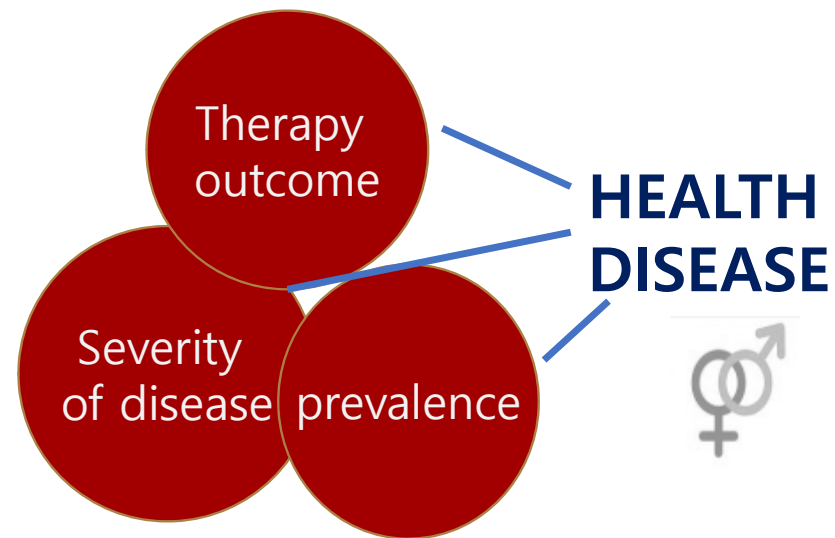 Therapy
outcome
HEALTH
DISEASE
Severity
of disease
prevalence